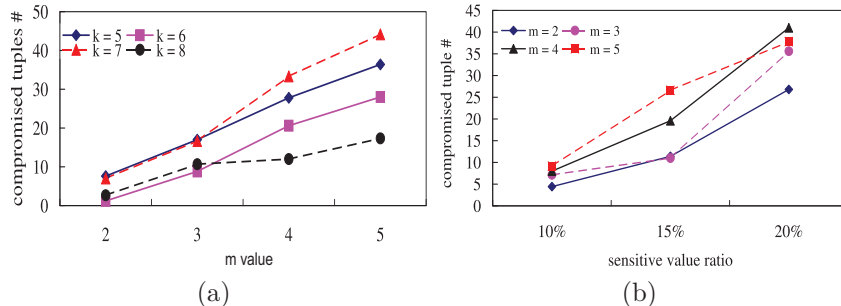 compromised tuples #
50
40
30
20
10
0
k = 5
k = 6
k = 7
k = 8
2 3 4 5
m value
(a)
compromised tuple #
45
40
35
30
25
20
15
10
5
0
m = 2
m = 3
m = 4
m = 5
10% 15% 20%
sensitive value ratio
(b)